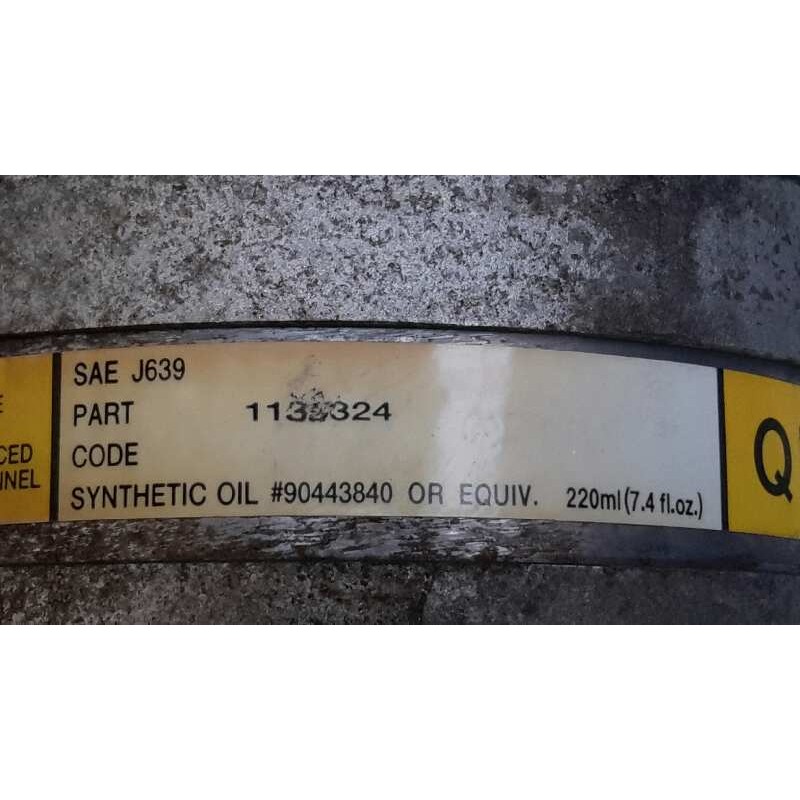 SAE J639
PART
CODE
SYNTHETIC OIL #90443840 OR EQUIV. 220ml(7.4 fl.oz.)